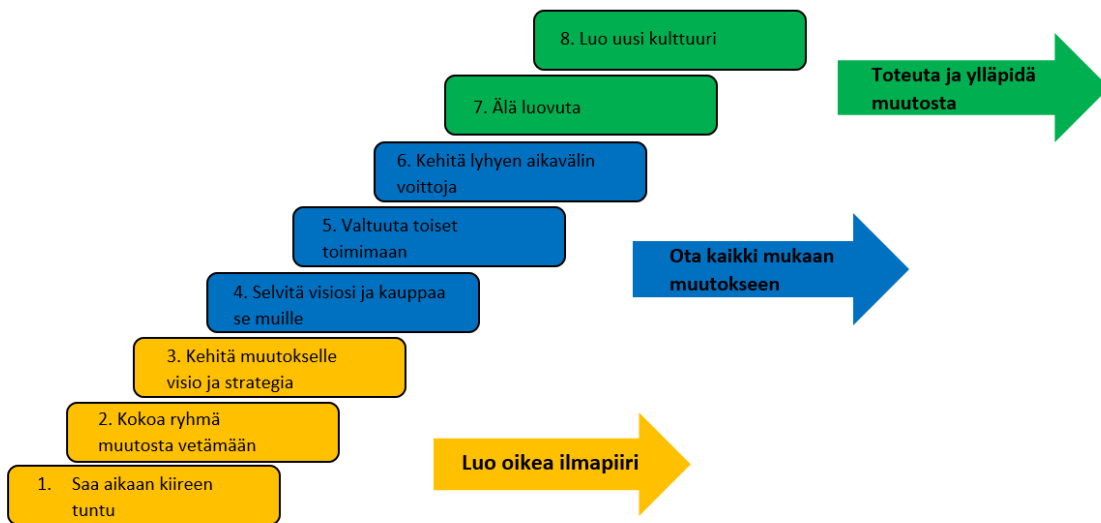 8. Luo uusi kulttuuri
Toteuta ja ylläpidä
muutosta
7. Älä luovuta
6. Kehitä lyhyen aikavälin
voittoja
5. Valtuuta toiset
toimimaan
Ota kaikki mukaan
muutokseen
4. Selvitä visiosi ja kauppaa
se muille
3. Kehitä muutokselle
visio ja strategia
2. Kokoa ryhmä
muutosta vetämään
Luo oikea ilmapiiri
1. Saa aikaan kiireen
tuntu